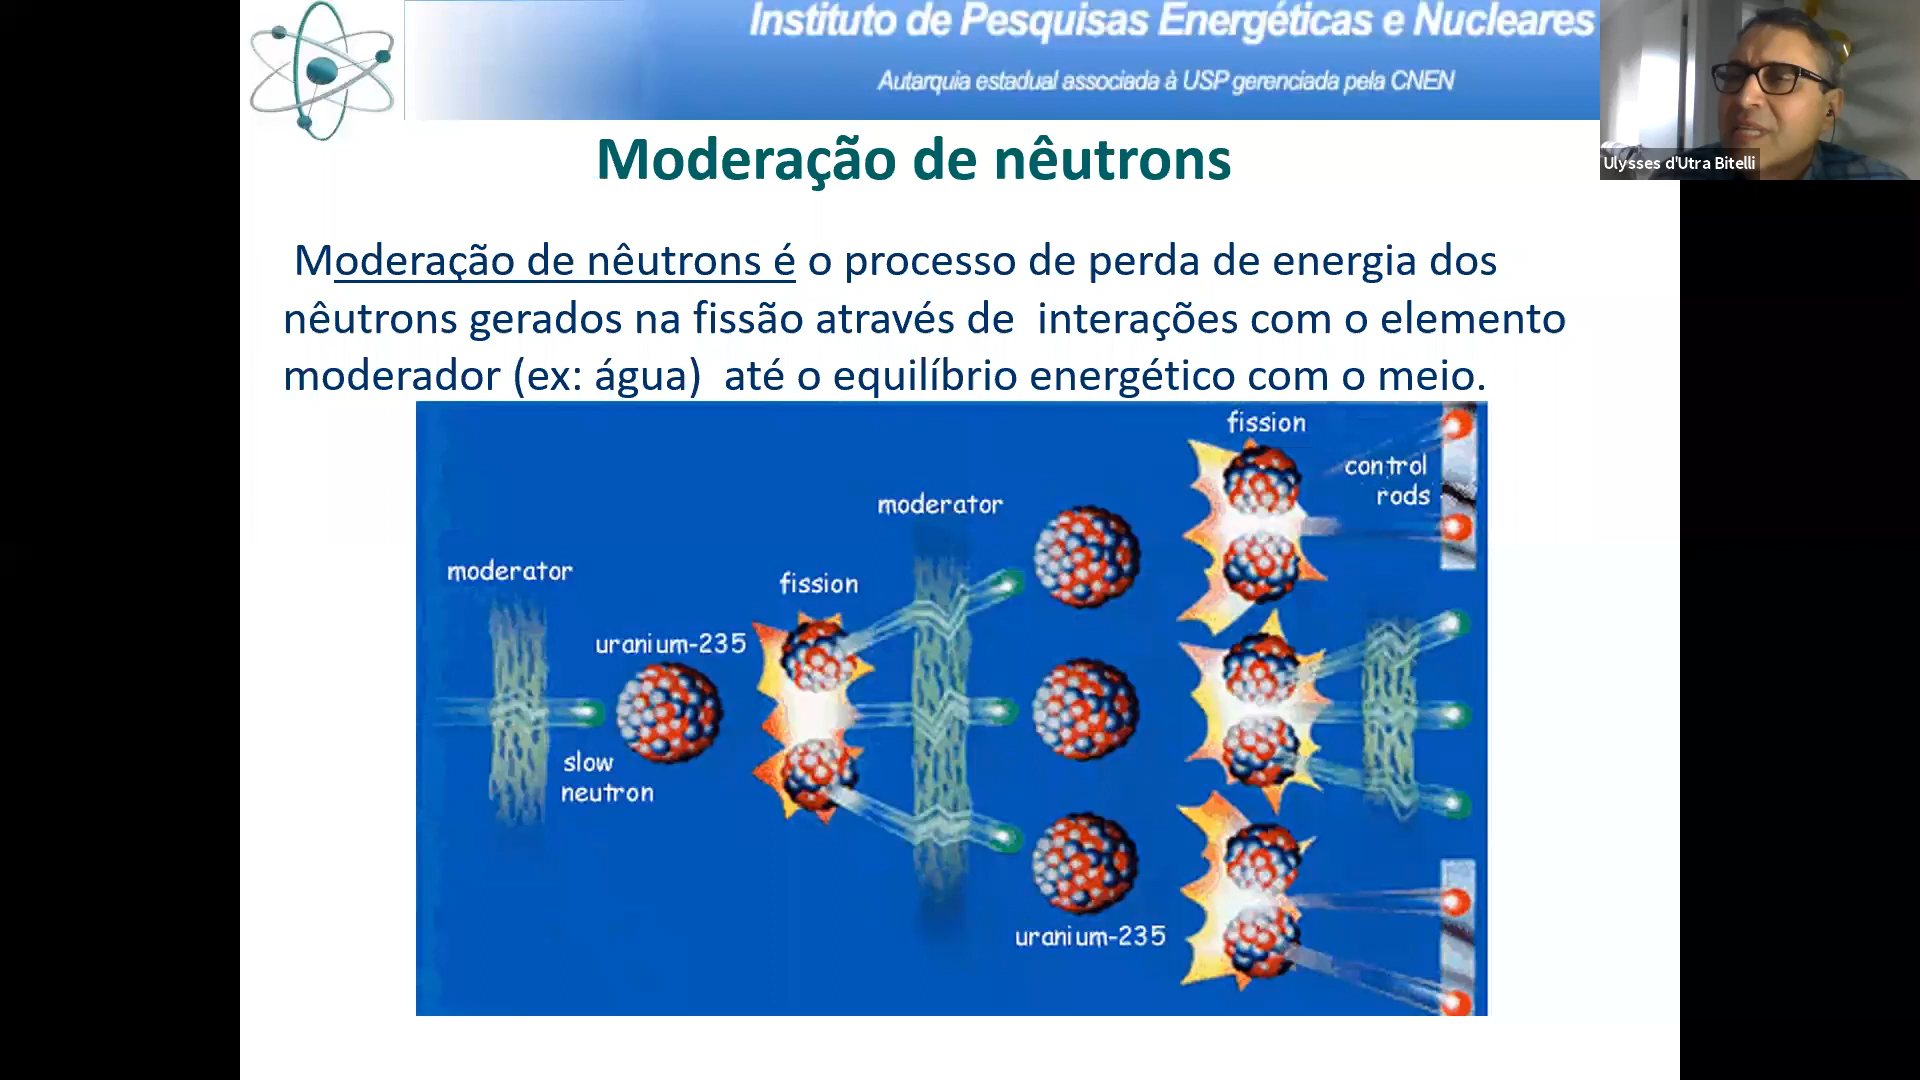 Instituto de Pesquisas Energéticas e Nucleares
Autarquia estadual associada à USP gerenciada pela CNEN
Ulysses d'Utra Bitelli
Moderação de nêutrons
Moderação de nêutrons é o processo de perda de energia dos
nêutrons gerados na fissão através de interações com o elemento
moderador (ex: água) até o equilíbrio energético com o meio.
fission
control
rods
moderator
moderator
fission
uranium-235
slow
neutron
uranium-235